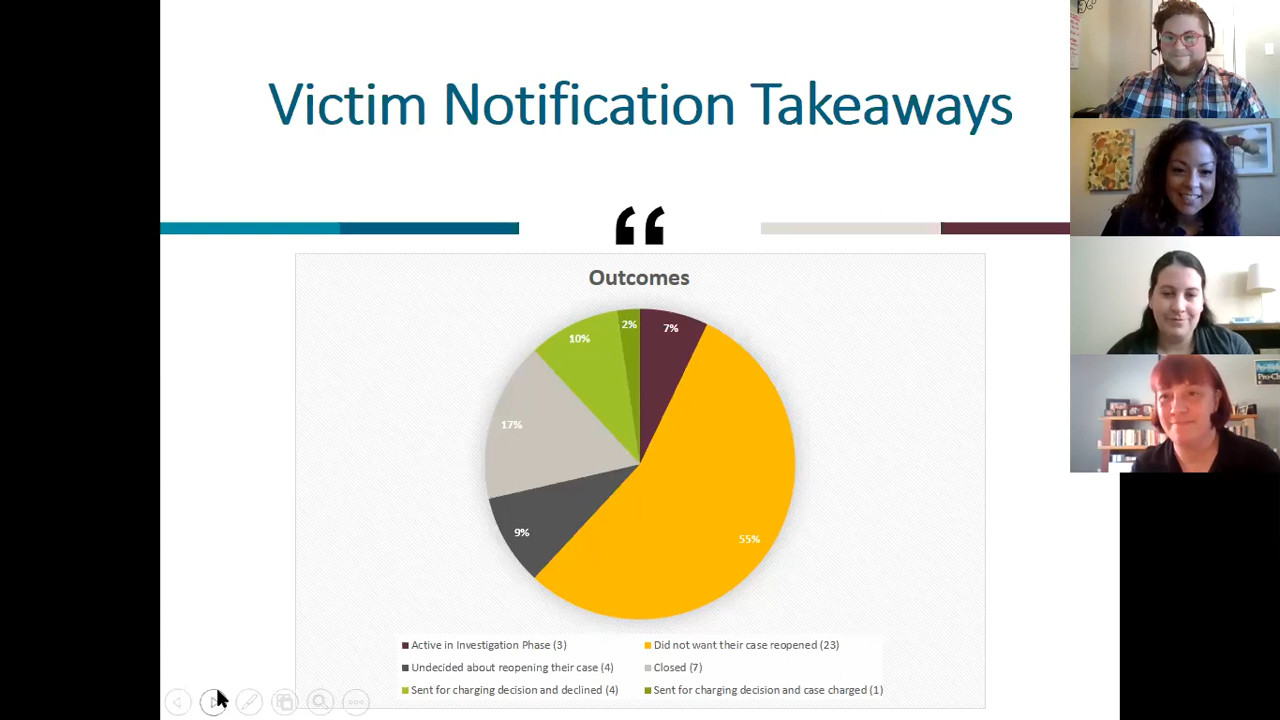 Victim Notification Takeaways
“
Outcomes
2%
7%
10%
17%
9%
55%
Active in Investigation Phase (3)
Did not want their case reopened (23)
Undecided about reopening their case (4)
Closed (7)
Sent for charging decision and declined (4)
Sent for charging decision and case charged (1)